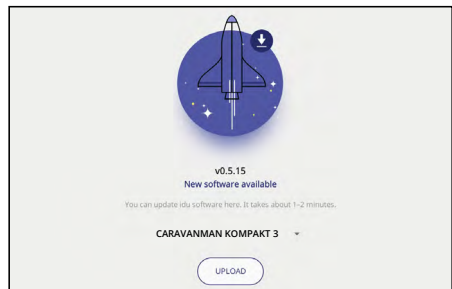 v0.5.15
New software available
You can update idu software here. It takes about 1-2 minutes.
CARAVANMAN KOMPAKT 3
UPLOAD